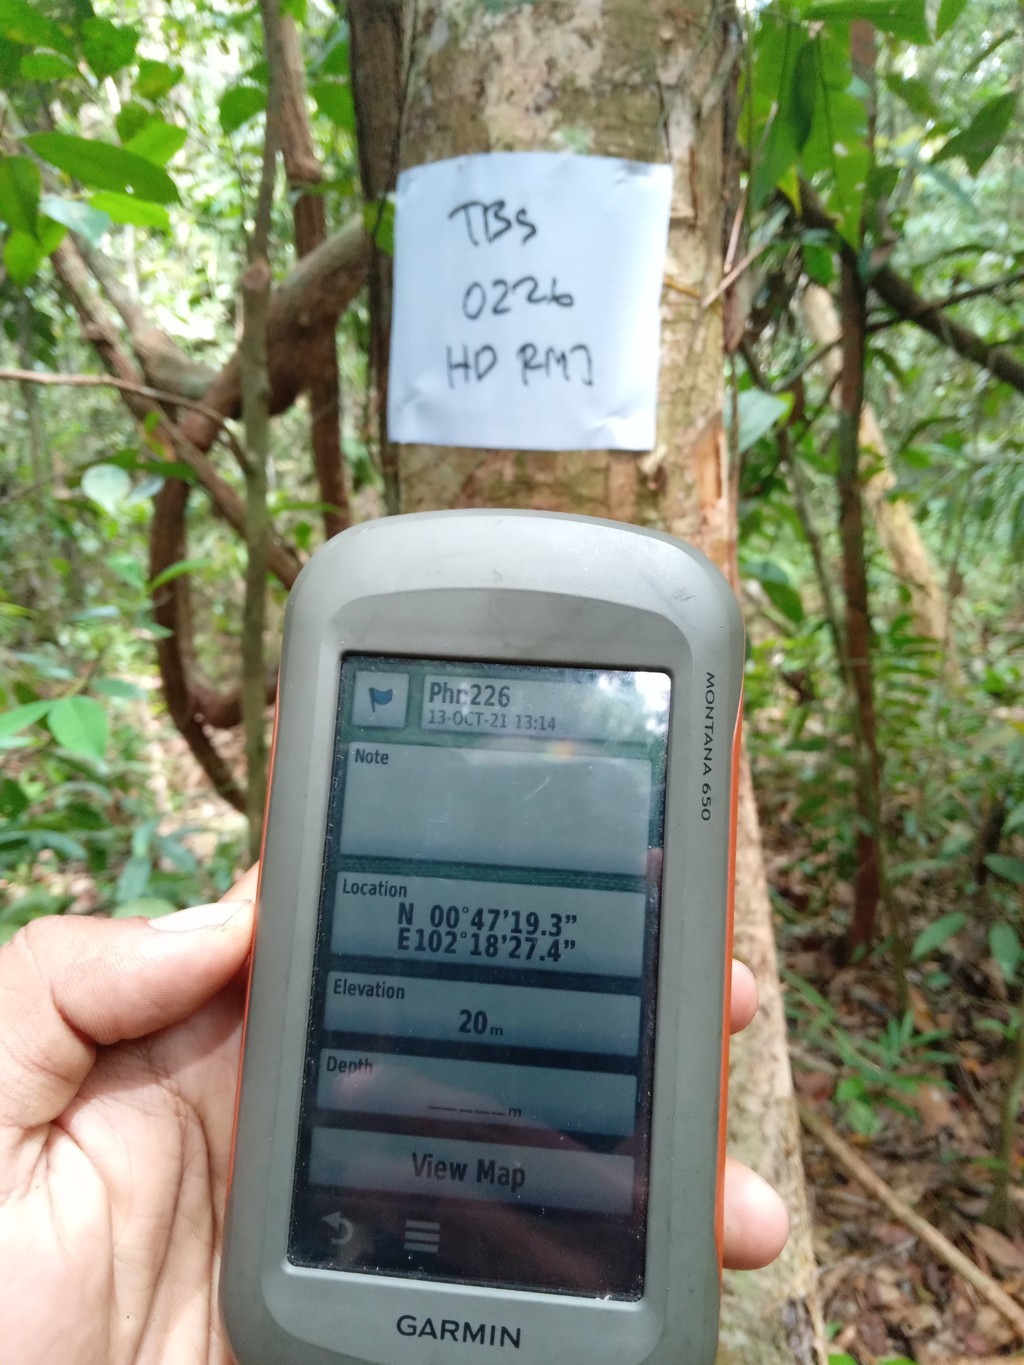 TBS
0226
HD RMJ
Phr226
13-OCT-21 13:14
Note
Location
N 00°47'19.3"
E102°18'27.4"
Elevation
20m
Depth
_____m
View Map
GARMIN
MONTANA 650